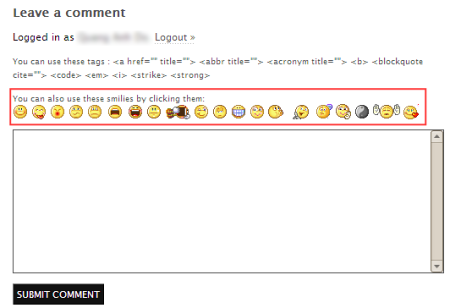 Leave a comment
Logged in as Logout »
You can use these tags : <a href="" title=""> <abbr title=""> <acronym title=""> <b> <blockquote
cite=""> <code> <em> <i> <strike> <strong>
You can also use these smilies by clicking them:
SUBMIT COMMENT